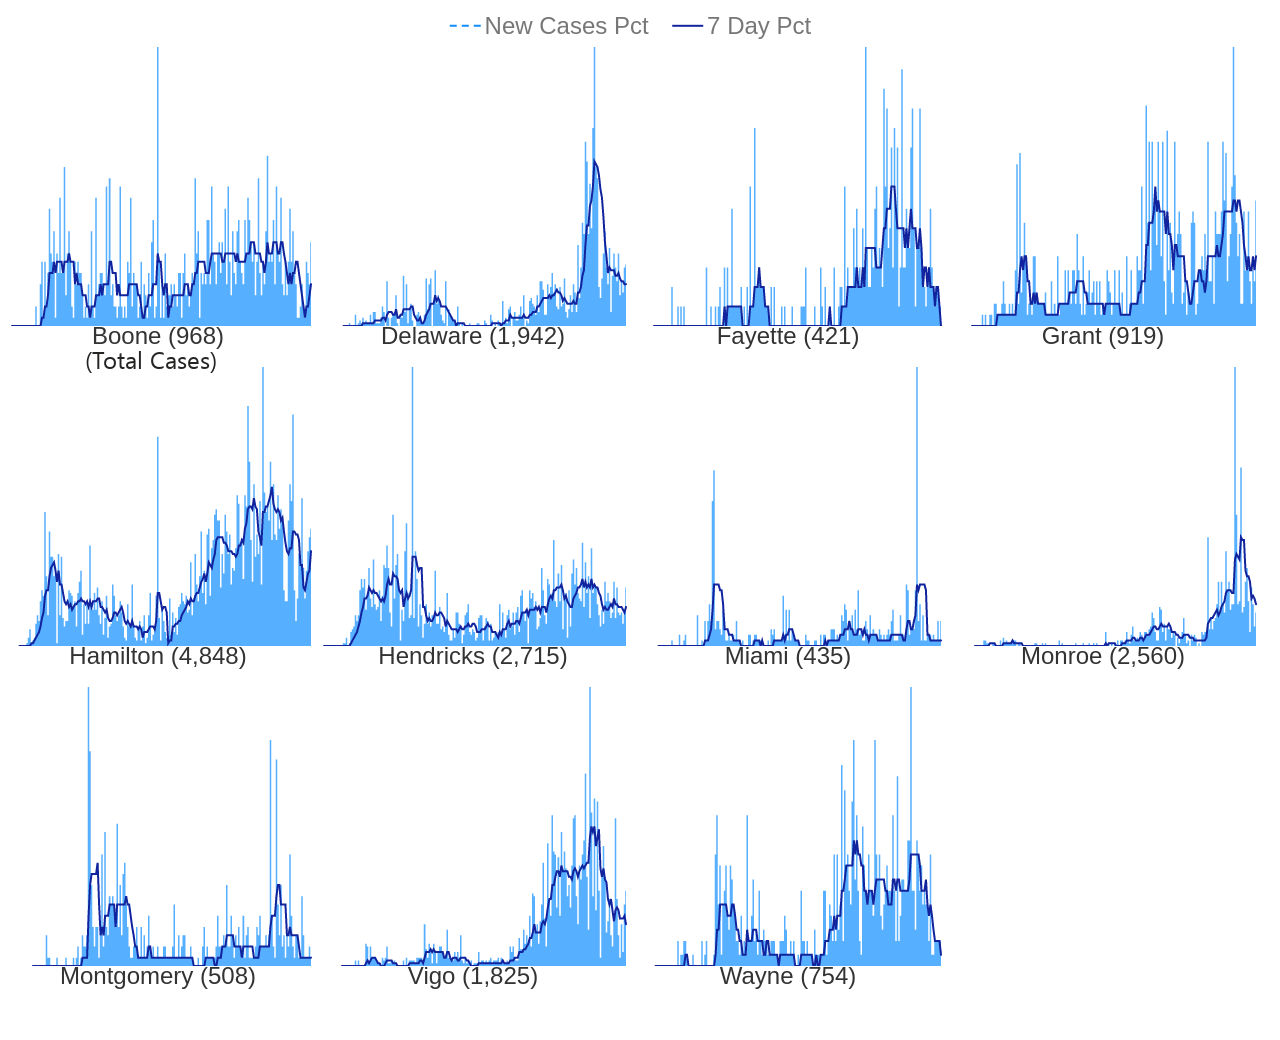 New Cases Pct 7 Day Pct
Boone (968) Delaware (1,942) Fayette (421) Grant (919)
(Total Cases)
Hamilton (4,848) Hendricks (2,715) Miami (435) Monroe (2,560)
Montgomery (508) Vigo (1,825) Wayne (754)